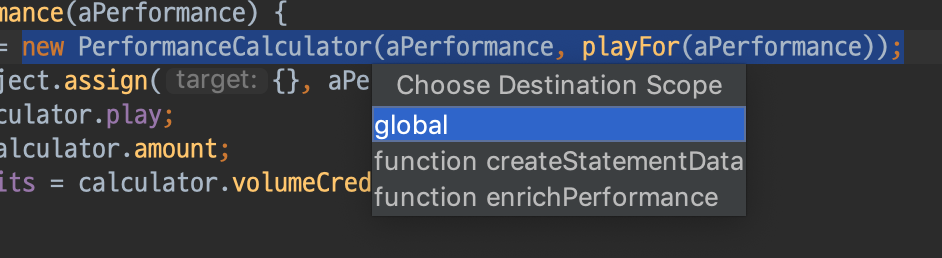 mance(aPerformance) {
= new PerformanceCalculator(aPerformance, playFor(aPerformance));
ject.assign( target: {}, aPe
Choose Destination Scope
culator.play;
global
alculator.amount;
function createStatementData
its = calculator.volumeCred
function enrichPerformance